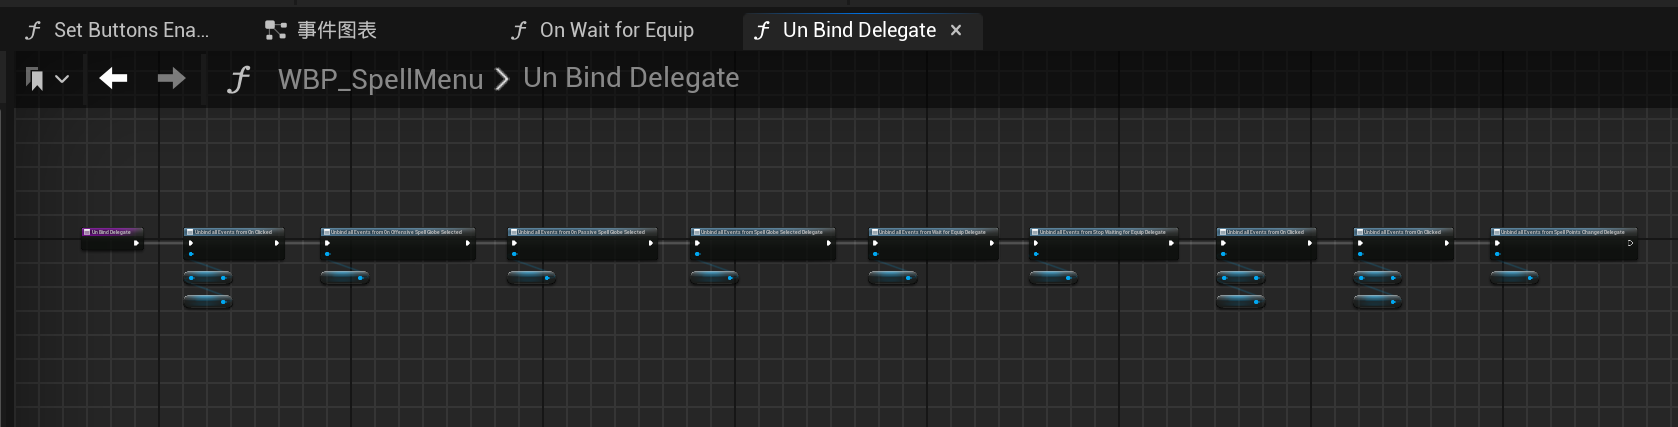 Set Buttons Ena...
事件图表
On Wait for Equip
Un Bind Delegate
WBP_SpellMenu
Un Bind Delegate
Un Bind Delegate
Unbind all Events from On Clicked
Unbind all Events from On Offensive Spell Globe Selected
Unbind all Events from On Passive Spell Globe Selected
Unbind all Events from Spell Globe Selected Delegate
Unbind all Events from Wait for Equip Delegate
Unbind all Events from Stop Waiting for Equip Delegate
Unbind all Events from On Clicked
Unbind all Events from On Clicked
Unbind all Events from Spell Points Changed Delegate